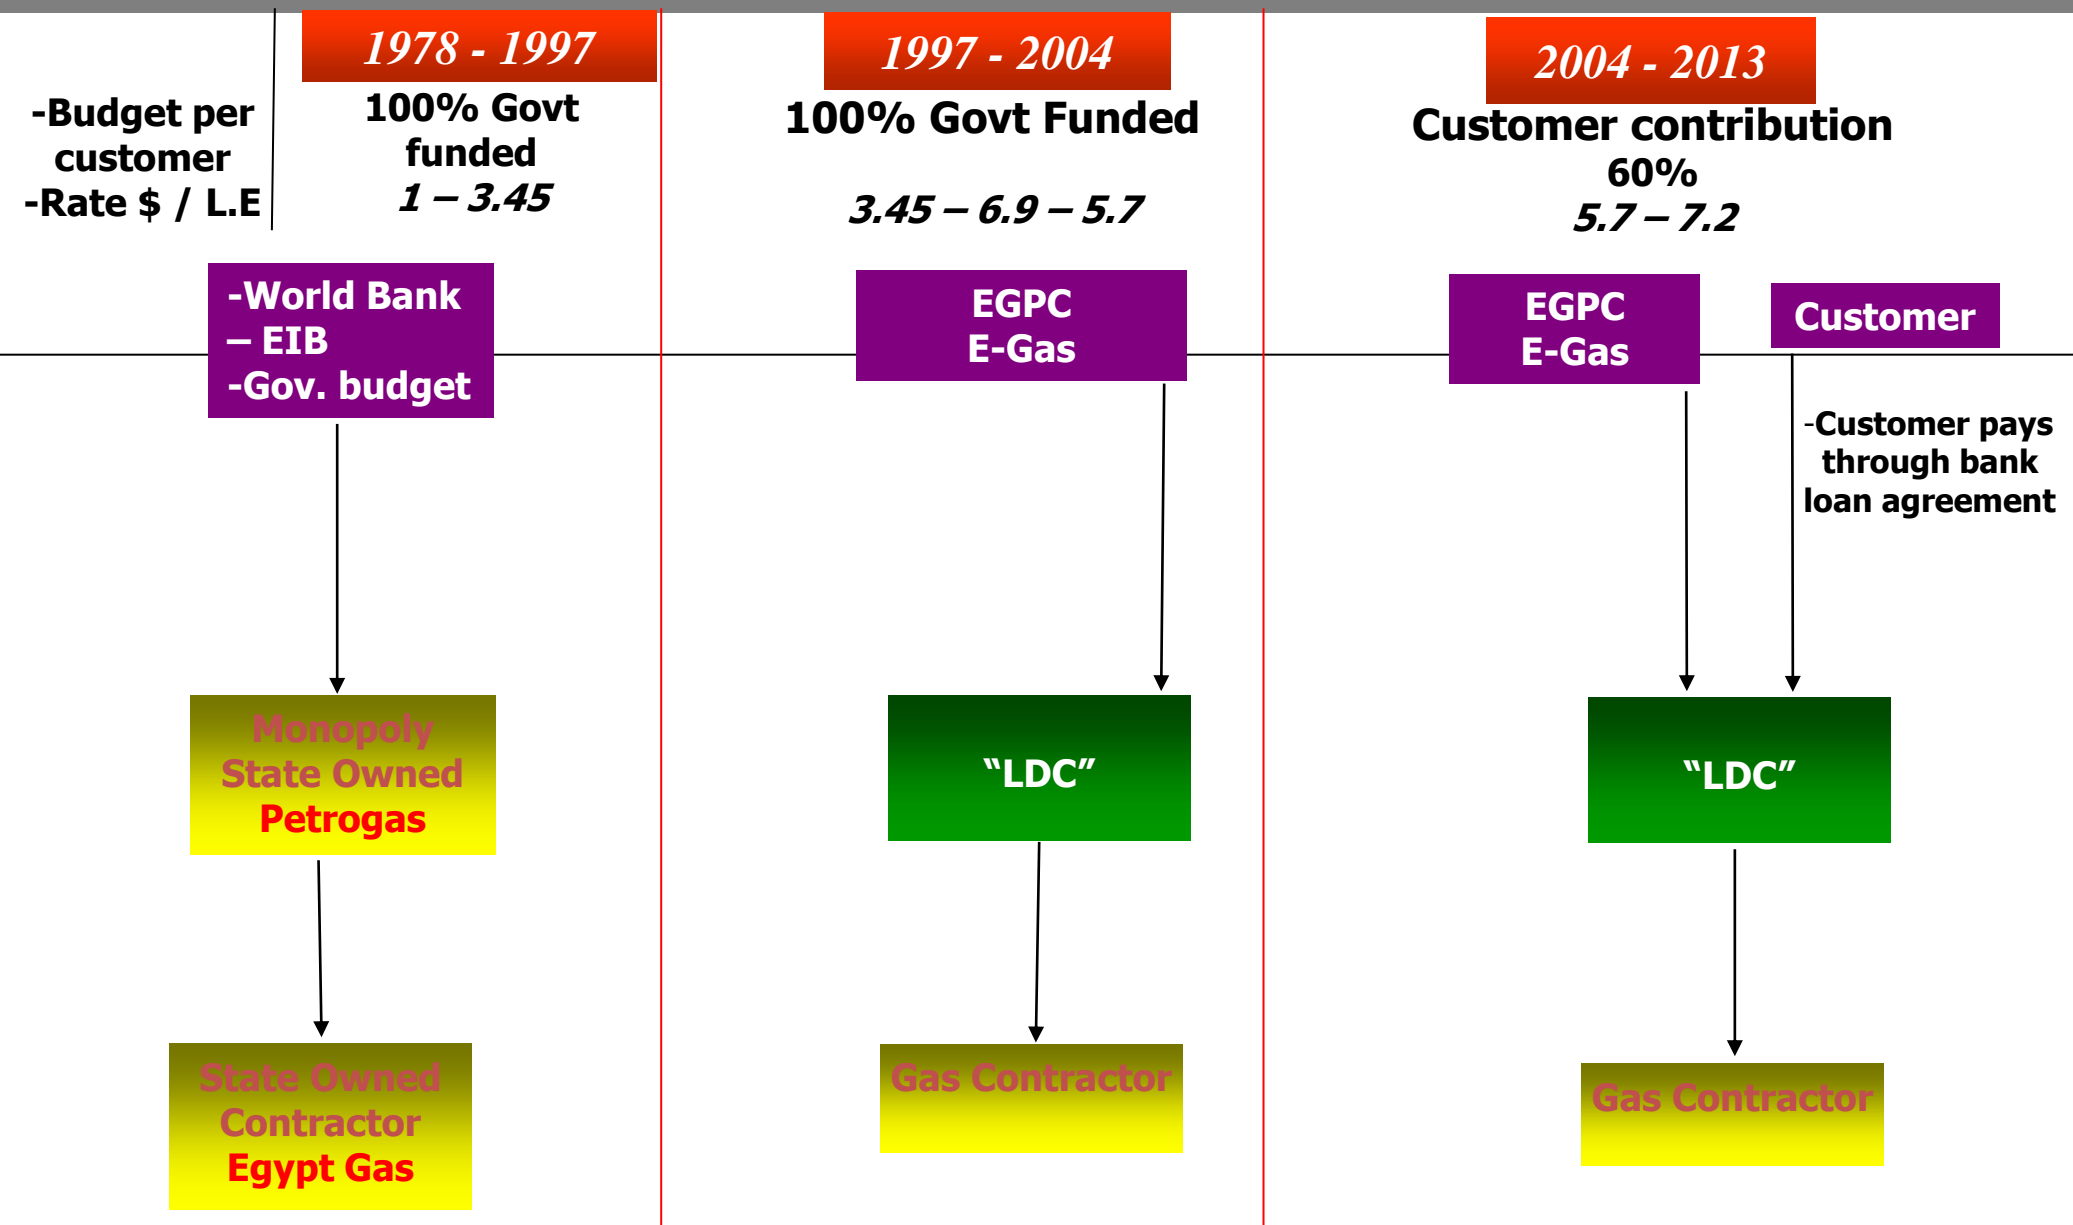 -Budget per
customer
-Rate $ / L.E
1978 - 1997
100% Govt
funded
1 – 3.45
1997 - 2004
100% Govt Funded
3.45 – 6.9 – 5.7
2004 - 2013
Customer contribution
60%
5.7 – 7.2
-World Bank
– EIB
-Gov. budget
EGPC
E-Gas
EGPC
E-Gas
Customer
-Customer pays
through bank
loan agreement
Monopoly
State Owned
Petrogas
“LDC”
“LDC”
State Owned
Contractor
Egypt Gas
Gas Contractor
Gas Contractor